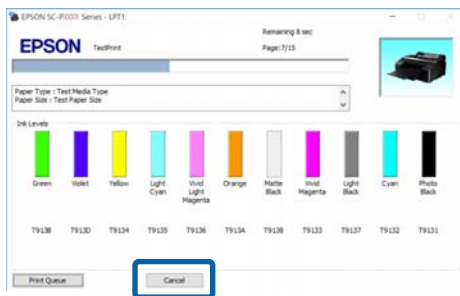 EPSON SC-PXXXX Series - LPT1:
EPSON
TestPrint
Remaining 8 sec
Page: 7/15
Paper Type : Test Media Type
Paper Size : Test Paper Size
Ink Levels
Green Violet Yellow Light Cyan Vivid Light Magenta Orange Matte Black Vivid Magenta Light Black Cyan Photo Black
T913B T913D T9134 T9135 T9136 T913A T9138 T9133 T9137 T9132 T9131
Print Queue Cancel